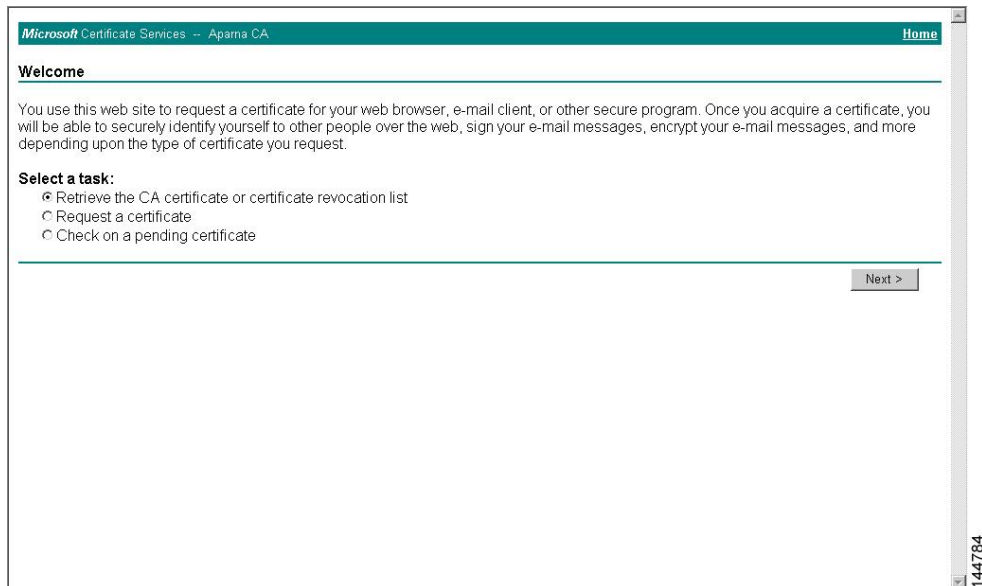 Microsoft Certificate Services -- Aparna CA Home
Welcome
You use this web site to request a certificate for your web browser, e-mail client, or other secure program. Once you acquire a certificate, you
will be able to securely identify yourself to other people over the web, sign your e-mail messages, encrypt your e-mail messages, and more
depending upon the type of certificate you request.
Select a task:
Retrieve the CA certificate or certificate revocation list
Request a certificate
Check on a pending certificate
Next >
144784